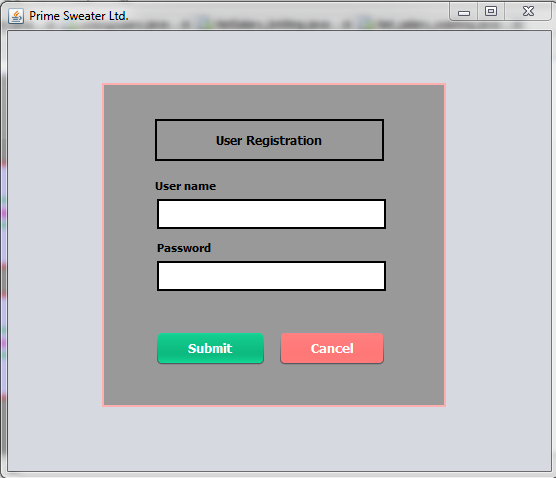 Prime Sweater Ltd.
User Registration
User name
Password
Submit
Cancel